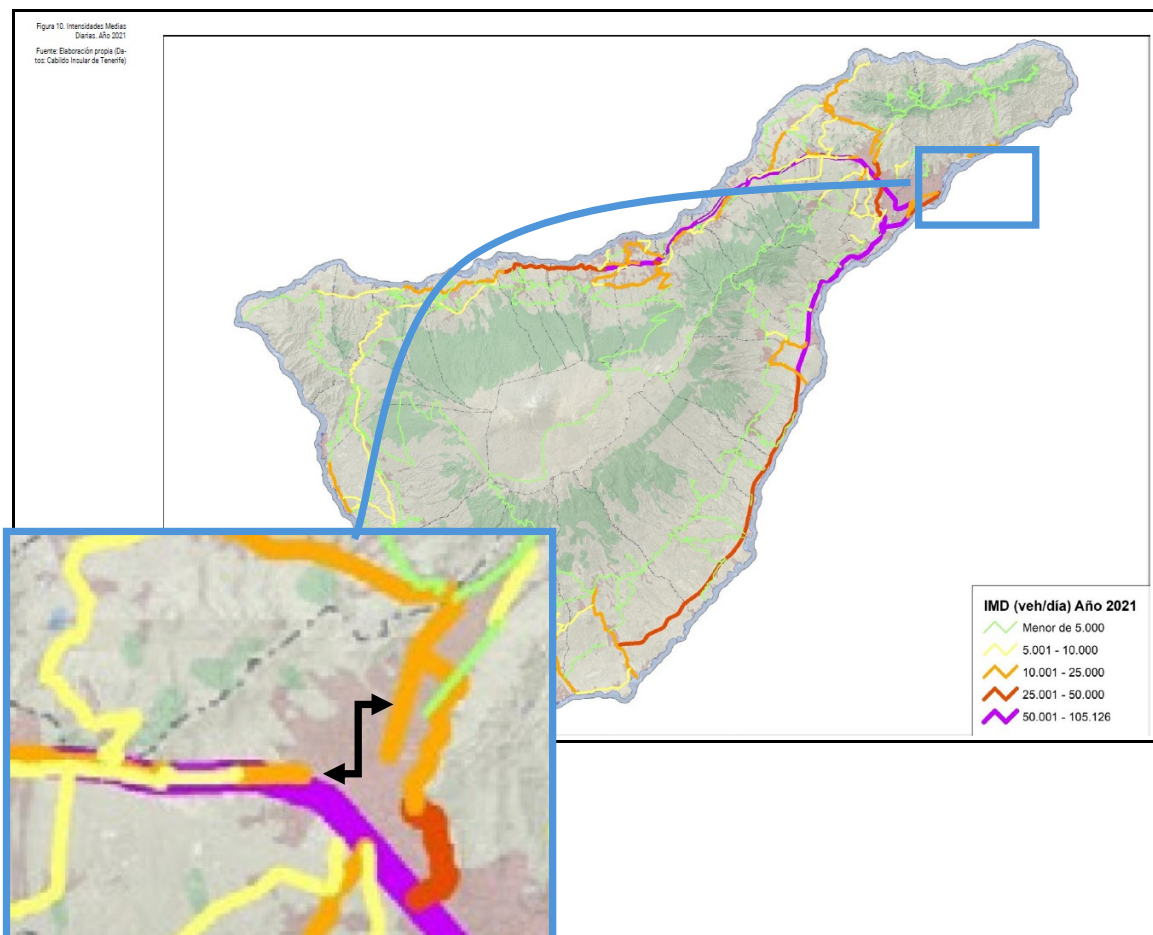 Figura 10. Intensidades Medias
Diarias. Año 2021
Fuente: Elaboración propia (Da-
tos: Cabildo Insular de Tenerife)
IMD (veh/día) Año 2021
Menor de 5.000
5.001 - 10.000
10.001 - 25.000
25.001 - 50.000
50.001 - 105.126